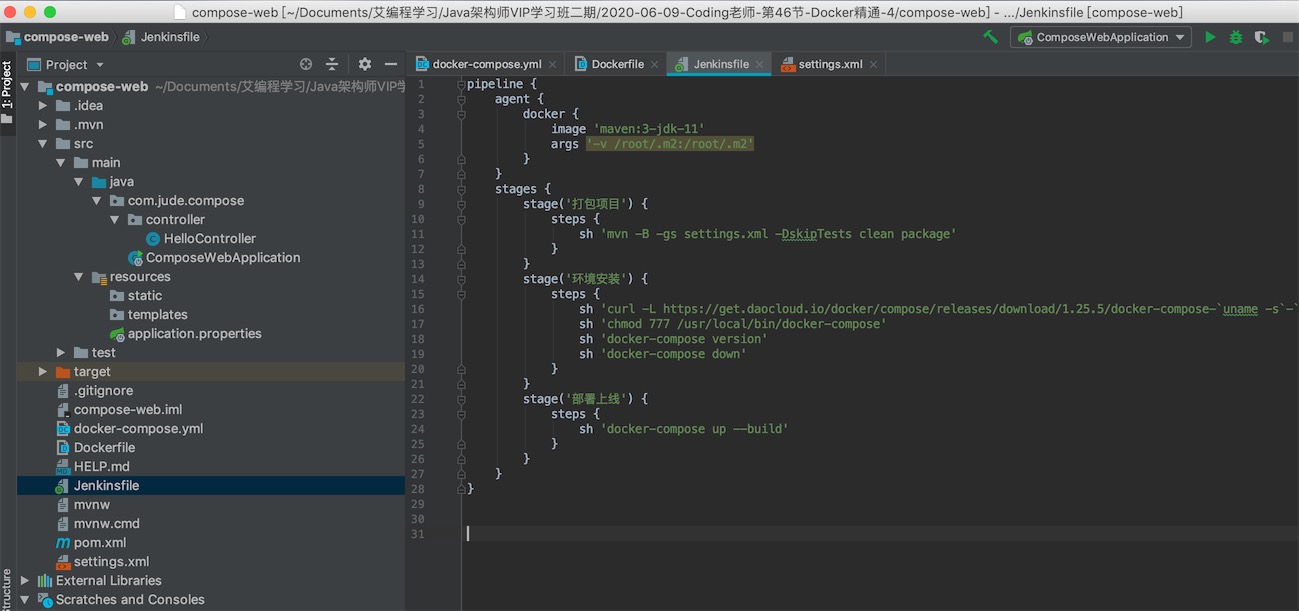 compose-web [~/Documents/艾编程学习/Java架构师VIP学习班二期/2020-06-09-Coding老师-第46节-Docker精通-4/compose-web] - .../Jenkinsfile [compose-web]
compose-web Jenkinsfile ComposeWebApplication
Project docker-compose.yml Dockerfile Jenkinsfile settings.xml
1: Project
compose-web ~/Documents/艾编程学习/Java架构师VIP学
.idea
.mvn
src
main
java
com.jude.compose
controller
HelloController
ComposeWebApplication
resources
static
templates
application.properties
test
target
.gitignore
compose-web.iml
docker-compose.yml
Dockerfile
HELP.md
Jenkinsfile
mvnw
mvnw.cmd
pom.xml
settings.xml
External Libraries
Scratches and Consoles
Structure
1 pipeline {
2 agent {
3 docker {
4 image 'maven:3-jdk-11'
5 args '-v /root/.m2:/root/.m2'
6 }
7 }
8 stages {
9 stage('打包项目') {
10 steps {
11 sh 'mvn -B -gs settings.xml -DskipTests clean package'
12 }
13 }
14 stage('环境安装') {
15 steps {
16 sh 'curl -L https://get.daocloud.io/docker/compose/releases/download/1.25.5/docker-compose-`uname -s`-`
17 sh 'chmod 777 /usr/local/bin/docker-compose'
18 sh 'docker-compose version'
19 sh 'docker-compose down'
20 }
21 }
22 stage('部署上线') {
23 steps {
24 sh 'docker-compose up --build'
25 }
26 }
27 }
28 }
29
30
31